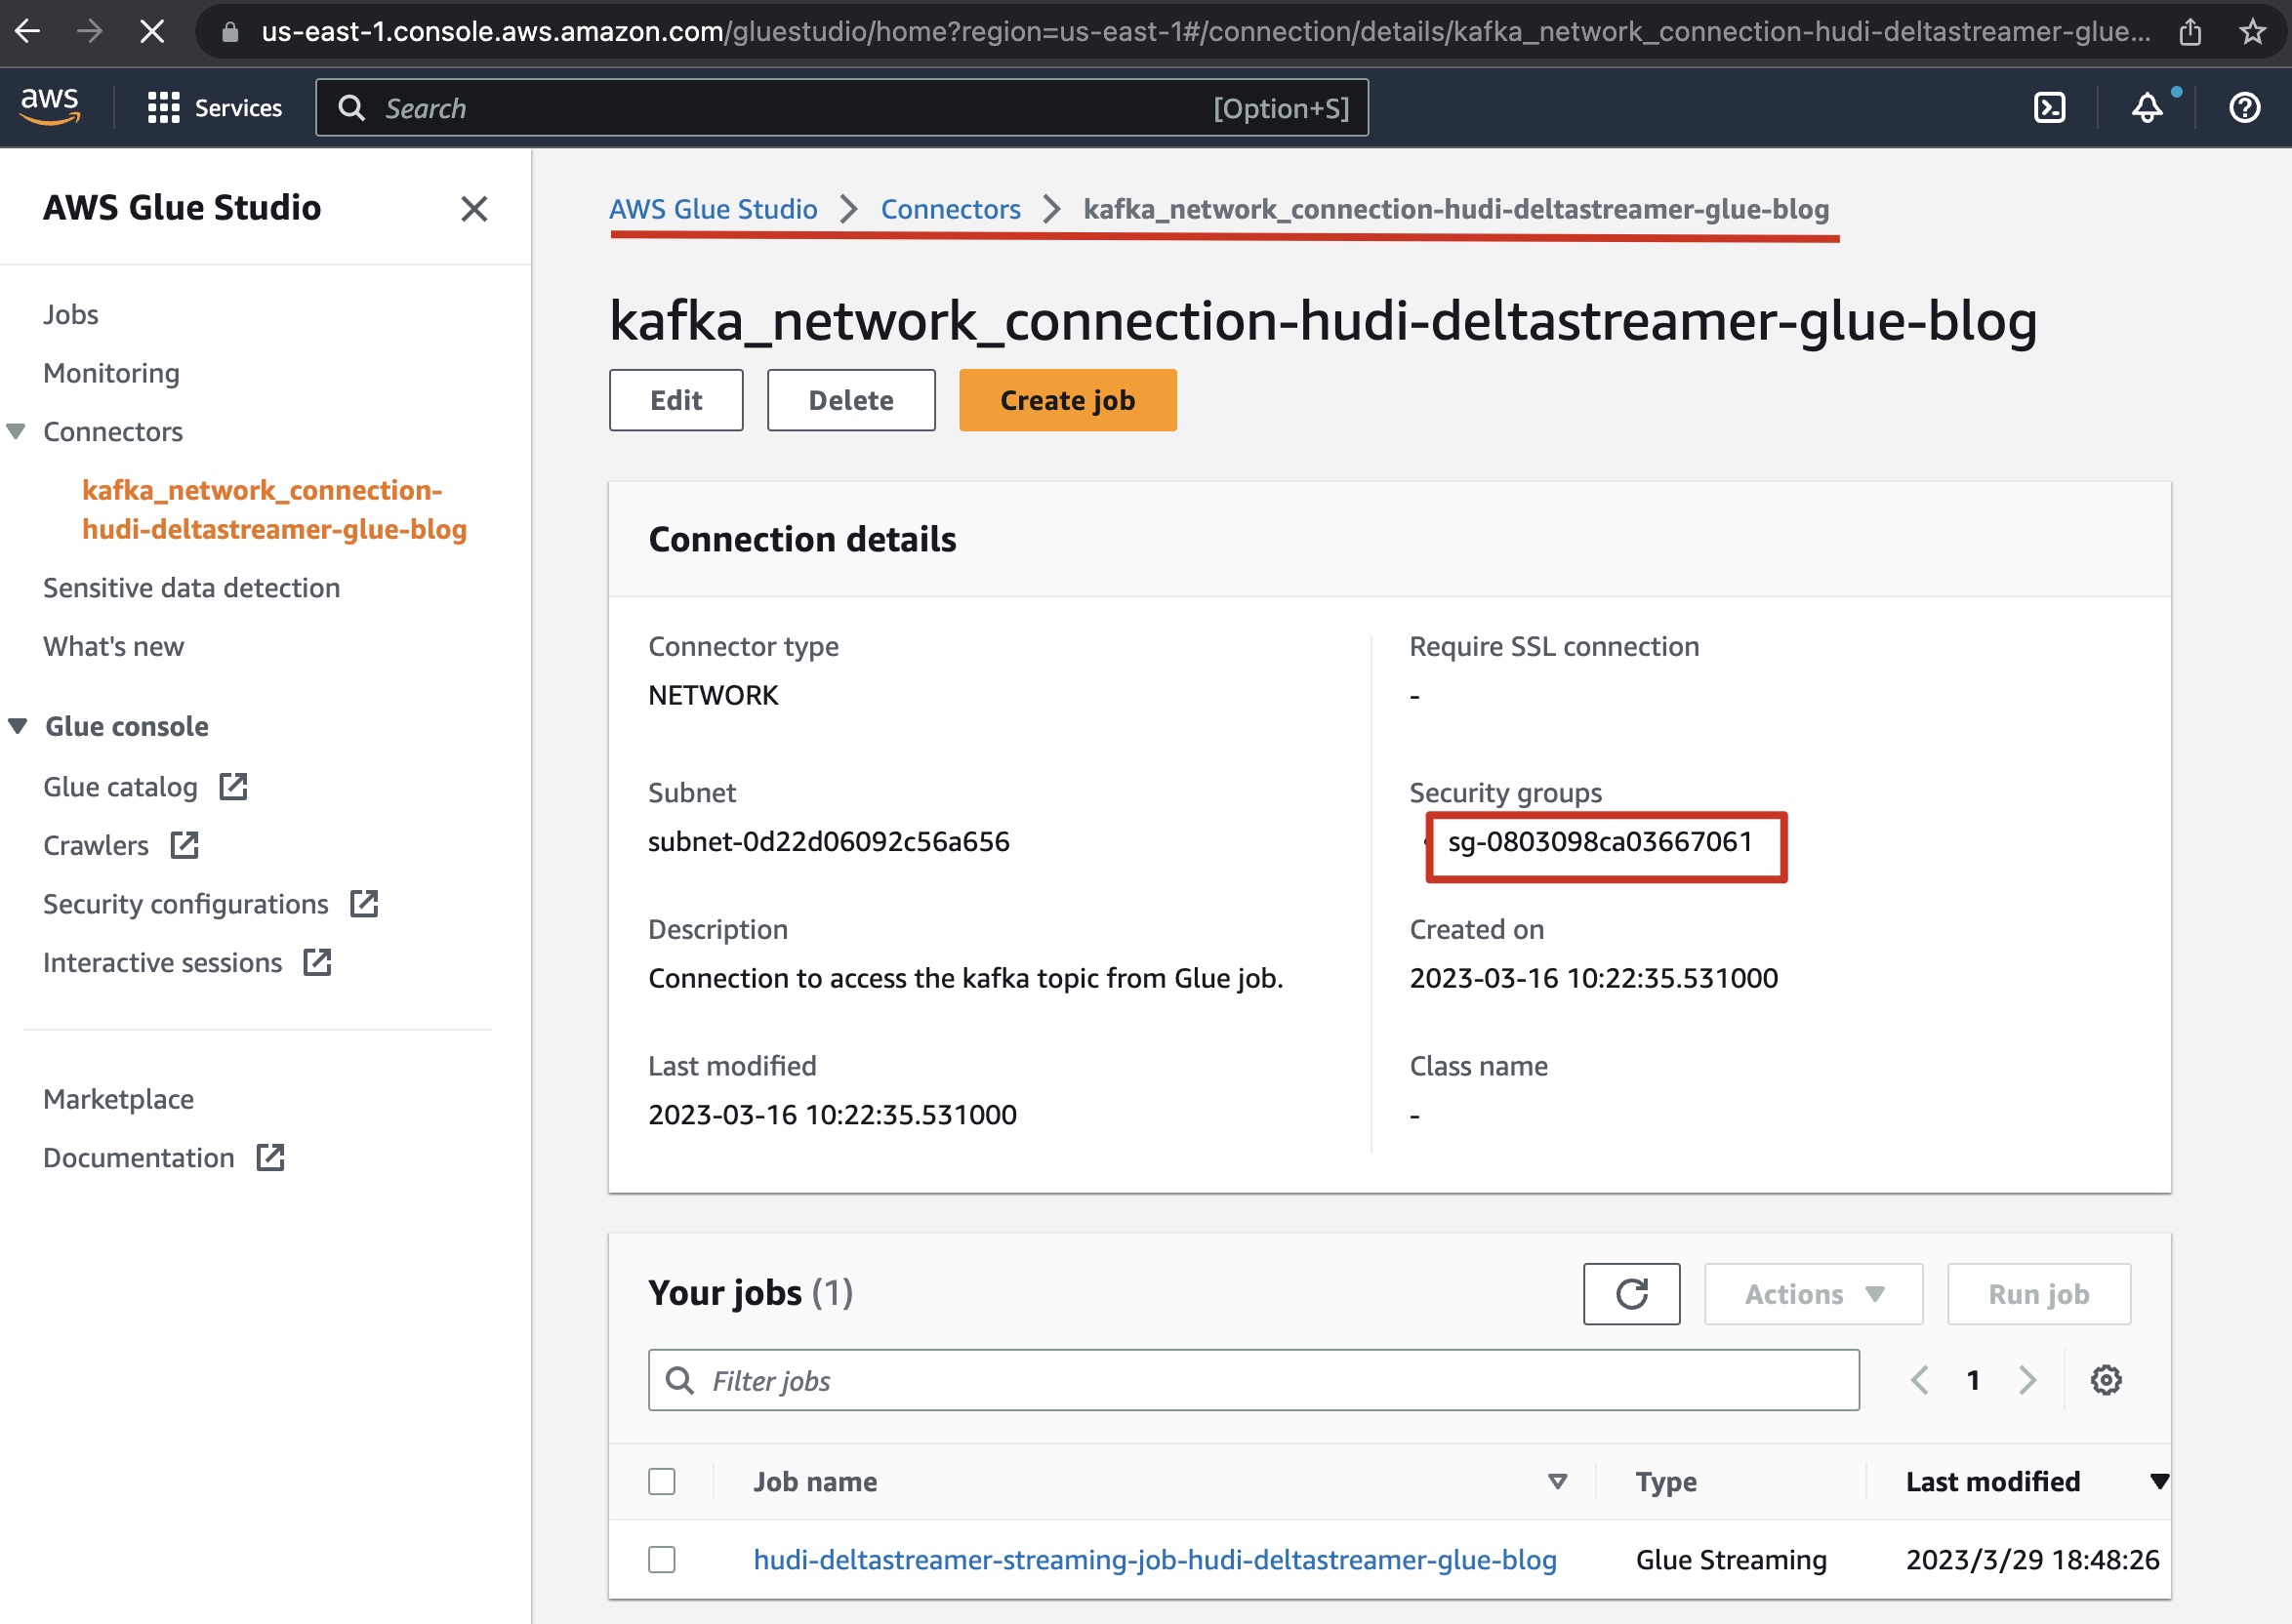 us-east-1.console.aws.amazon.com/gluestudio/home?region=us-east-1#/connection/details/kafka_network_connection-hudi-deltastreamer-glue...
aws
Services
Search
[Option+S]
AWS Glue Studio
Jobs
Monitoring
Connectors
kafka_network_connection-
hudi-deltastreamer-glue-blog
Sensitive data detection
What's new
Glue console
Glue catalog
Crawlers
Security configurations
Interactive sessions
Marketplace
Documentation
AWS Glue Studio > Connectors > kafka_network_connection-hudi-deltastreamer-glue-blog
kafka_network_connection-hudi-deltastreamer-glue-blog
Edit
Delete
Create job
Connection details
Connector type
NETWORK
Require SSL connection
-
Subnet
subnet-0d22d06092c56a656
Security groups
sg-0803098ca03667061
Description
Connection to access the kafka topic from Glue job.
Created on
2023-03-16 10:22:35.531000
Last modified
2023-03-16 10:22:35.531000
Class name
-
Your jobs (1)
Actions
Run job
Filter jobs
1
Job name
Type
Last modified
hudi-deltastreamer-streaming-job-hudi-deltastreamer-glue-blog
Glue Streaming
2023/3/29 18:48:26